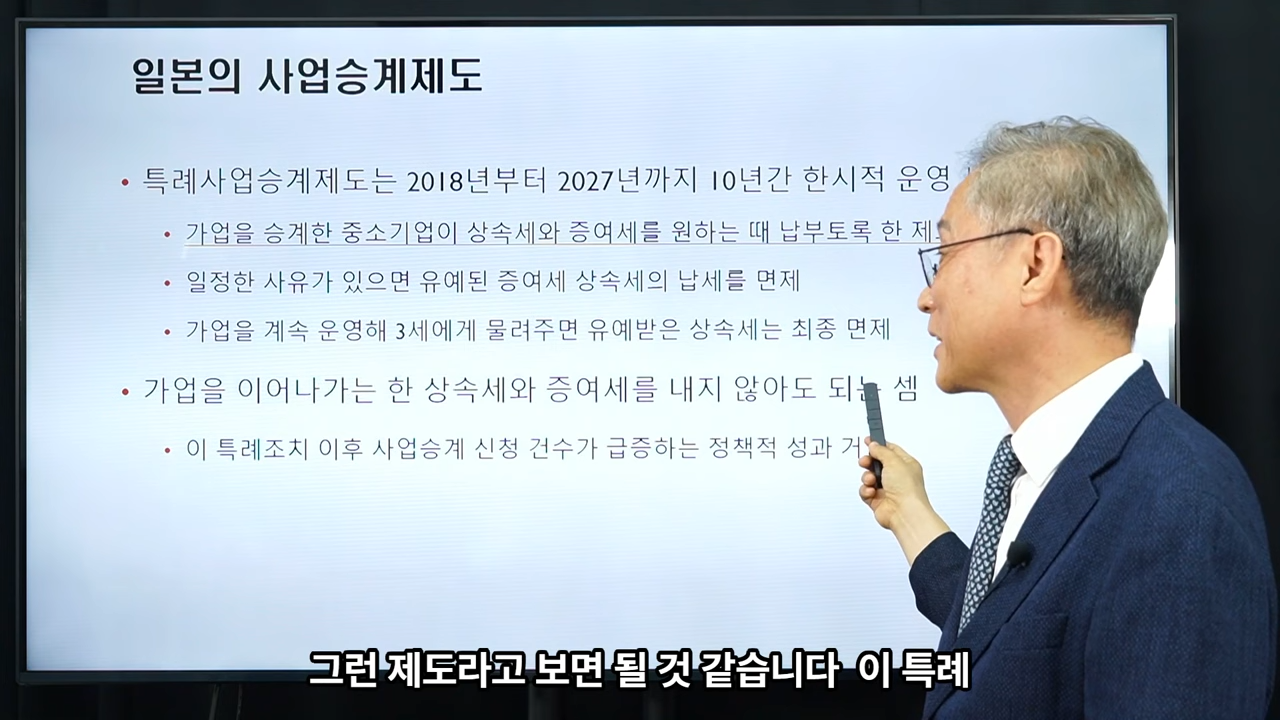 일본의 사업승계제도
• 특례사업승계제도는 2018년부터 2027년까지 10년간 한시적 운영
• 가업을 승계한 중소기업이 상속세와 증여세를 원하는 때 납부토록 한
• 일정한 사유가 있으면 유예된 증여세 상속세의 납세를 면제
• 가업을 계속 운영해 3세에게 물려주면 유예받은 상속세는 최종 면제
• 가업을 이어나가는 한 상속세와 증여세를 내지 않아도 되는 셈
• 이 특례조치 이후 사업승계 신청 건수가 급증하는 정책적 성과
그런 제도라고 보면 될 것 같습니다 이 특례